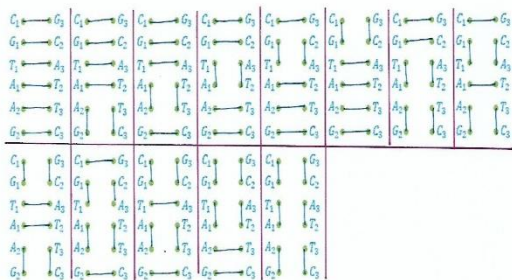 C₁ G₃ C₁ G₃ C₁ G₃ C₁ G₃ C₁ G₃ C₁ G₃ C₁ G₃ C₁ G₃
G₁ C₂ G₁ C₂ G₁ C₂ G₁ C₂ G₁ C₂ G₁ C₂ G₁ C₂ G₁ C₂
T₁ A₃ T₁ A₃ T₁ A₃ T₁ A₃ T₁ A₃ T₁ A₃ T₁ A₃ T₁ A₃
A₁ T₂ A₁ T₂ A₁ T₂ A₁ T₂ A₁ T₂ A₁ T₂ A₁ T₂ A₁ T₂
A₂ T₃ A₂ T₃ A₂ T₃ A₂ T₃ A₂ T₃ A₂ T₃ A₂ T₃ A₂ T₃
G₂ C₃ G₂ C₃ G₂ C₃ G₂ C₃ G₂ C₃ G₂ C₃ G₂ C₃ G₂ C₃
C₁ G₃ C₁ G₃ C₁ G₃ C₁ G₃ C₁ G₃
G₁ C₂ G₁ C₂ G₁ C₂ G₁ C₂ G₁ C₂
T₁ A₃ T₁ A₃ T₁ A₃ T₁ A₃ T₁ A₃
A₁ T₂ A₁ T₂ A₁ T₂ A₁ T₂ A₁ T₂
A₂ T₃ A₂ T₃ A₂ T₃ A₂ T₃ A₂ T₃
G₂ C₃ G₂ C₃ G₂ C₃ G₂ C₃ G₂ C₃